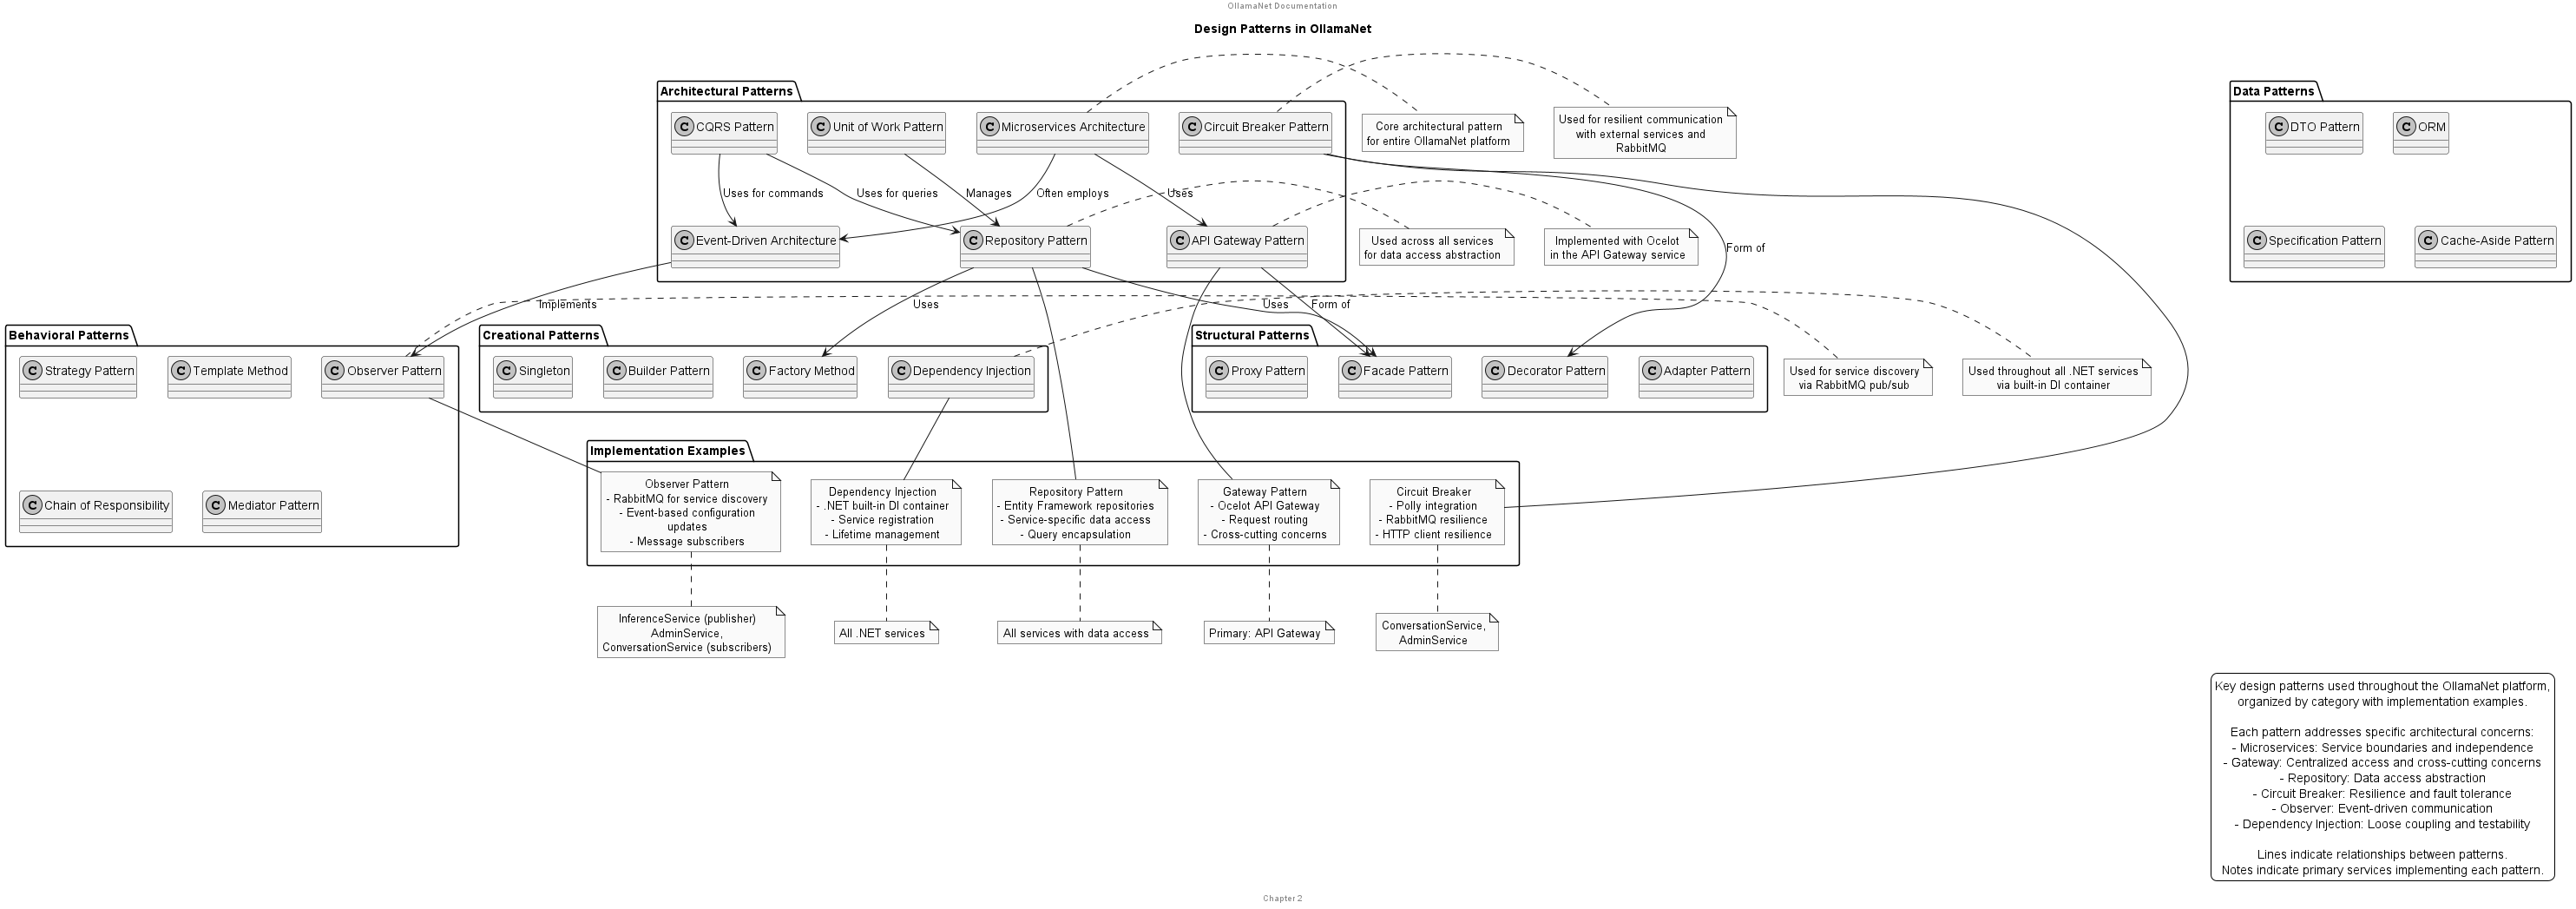 OllamaNet Documentation
Design Patterns in OllamaNet
Architectural Patterns
C CQRS Pattern
C Unit of Work Pattern
C Microservices Architecture
C Circuit Breaker Pattern
Core architectural pattern
for entire OllamaNet platform
Used for resilient communication
with external services and
RabbitMQ
Data Patterns
C DTO Pattern
C ORM
Uses for commands
Uses for queries
Manages
Often employs
Uses
C Event-Driven Architecture
C Repository Pattern
C API Gateway Pattern
Used across all services
for data access abstraction
Implemented with Ocelot
in the API Gateway service
Form of
C Specification Pattern
C Cache-Aside Pattern
Implements
Uses
Uses
Form of
Behavioral Patterns
C Strategy Pattern
C Template Method
C Observer Pattern
Creational Patterns
C Singleton
C Builder Pattern
C Factory Method
C Dependency Injection
Structural Patterns
C Proxy Pattern
C Facade Pattern
C Decorator Pattern
C Adapter Pattern
Used for service discovery
via RabbitMQ pub/sub
Used throughout all .NET services
via built-in DI container
C Chain of Responsibility
C Mediator Pattern
Implementation Examples
Observer Pattern
- RabbitMQ for service discovery
- Event-based configuration
updates
- Message subscribers
Dependency Injection
- .NET built-in DI container
- Service registration
- Lifetime management
Repository Pattern
- Entity Framework repositories
- Service-specific data access
- Query encapsulation
Gateway Pattern
- Ocelot API Gateway
- Request routing
- Cross-cutting concerns
Circuit Breaker
- Polly integration
- RabbitMQ resilience
- HTTP client resilience
InferenceService (publisher)
AdminService,
ConversationService (subscribers)
All .NET services
All services with data access
Primary: API Gateway
ConversationService,
AdminService
Key design patterns used throughout the OllamaNet platform,
organized by category with implementation examples.
Each pattern addresses specific architectural concerns:
- Microservices: Service boundaries and independence
- Gateway: Centralized access and cross-cutting concerns
- Repository: Data access abstraction
- Circuit Breaker: Resilience and fault tolerance
- Observer: Event-driven communication
- Dependency Injection: Loose coupling and testability
Lines indicate relationships between patterns.
Notes indicate primary services implementing each pattern.
Chapter 2